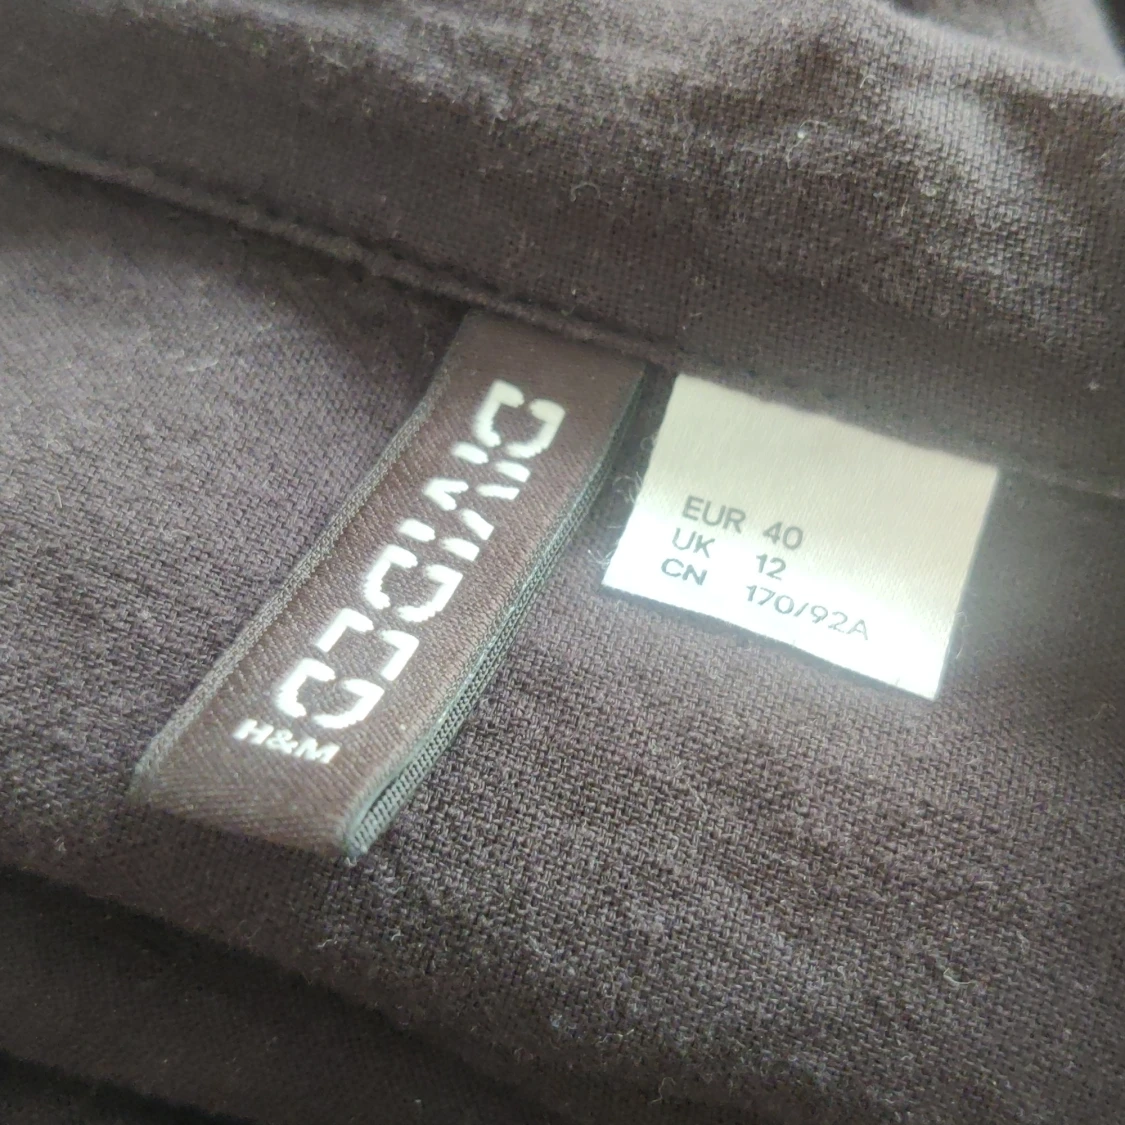 DIVIDED
H&M
EUR 40
UK 12
CN 170/92A